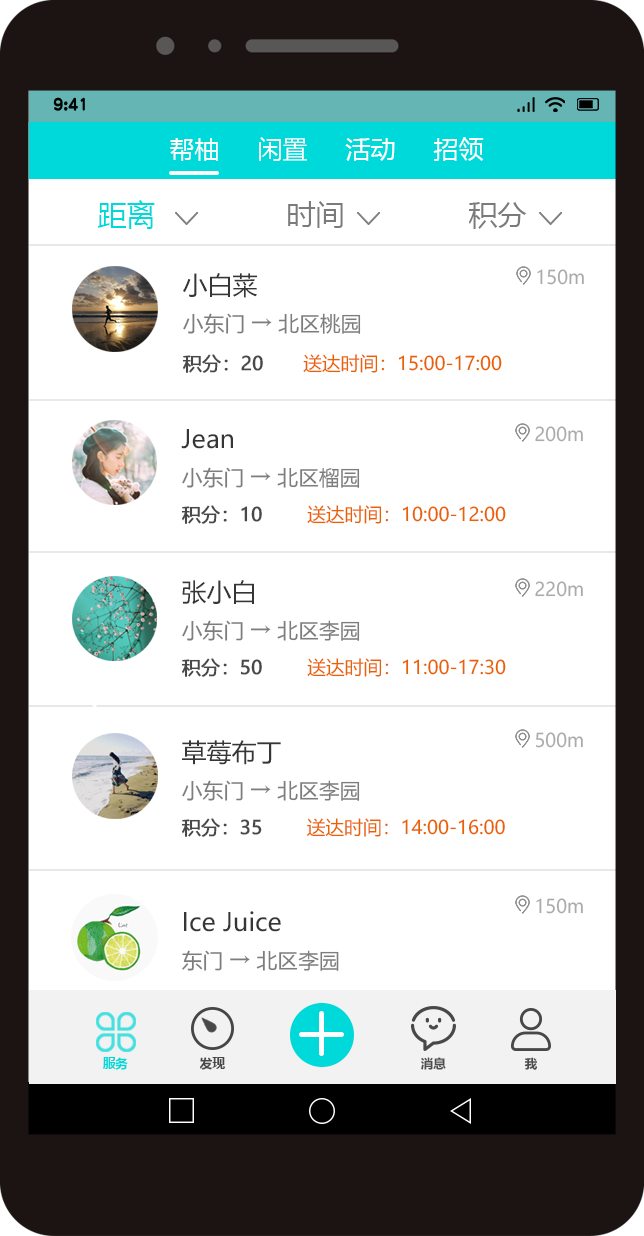 9:41
帮柚 闲置 活动 招领
距离 时间 积分
小白菜 150m
小东门 → 北区桃园
积分：20 送达时间：15:00-17:00
Jean 200m
小东门 → 北区榴园
积分：10 送达时间：10:00-12:00
张小白 220m
小东门 → 北区李园
积分：50 送达时间：11:00-17:30
草莓布丁 500m
小东门 → 北区李园
积分：35 送达时间：14:00-16:00
Ice Juice 150m
东门 → 北区李园
服务 发现 消息 我